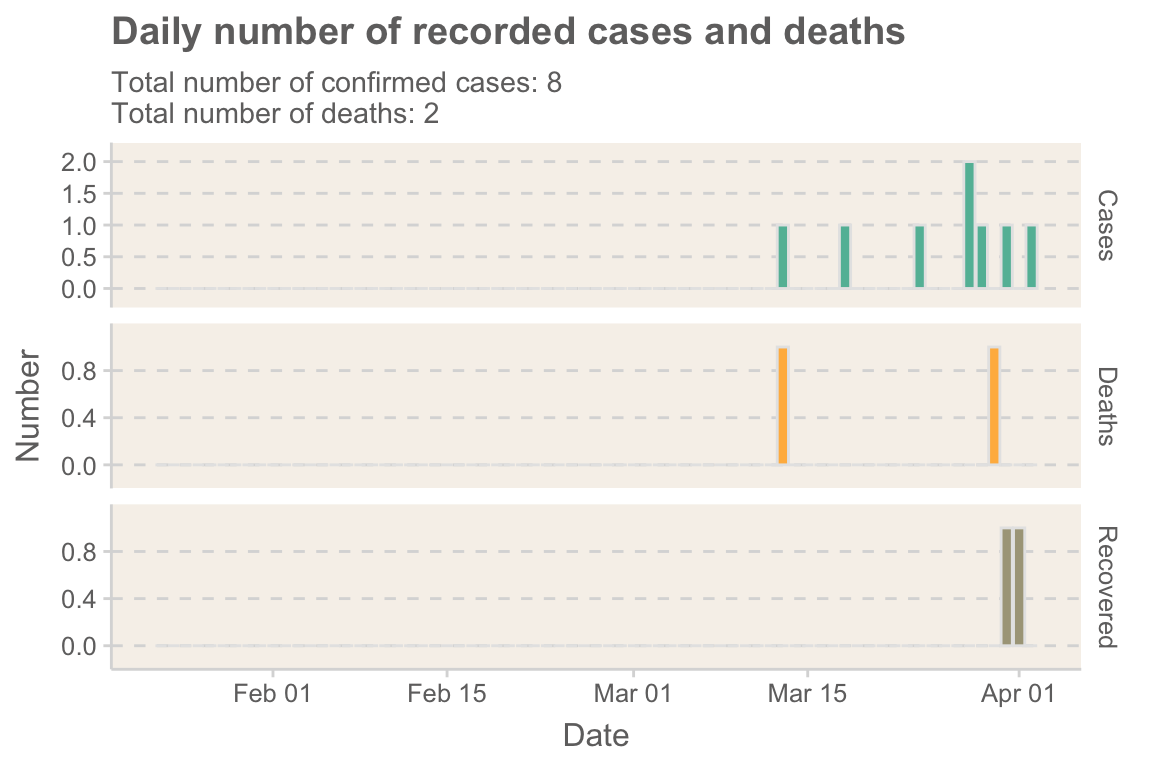 Daily number of recorded cases and deaths
Total number of confirmed cases: 8
Total number of deaths: 2
2.0
1.5
1.0
0.5
0.0
Cases
Number
0.8
0.4
0.0
Deaths
0.8
0.4
0.0
Recovered
Feb 01 Feb 15 Mar 01 Mar 15 Apr 01
Date